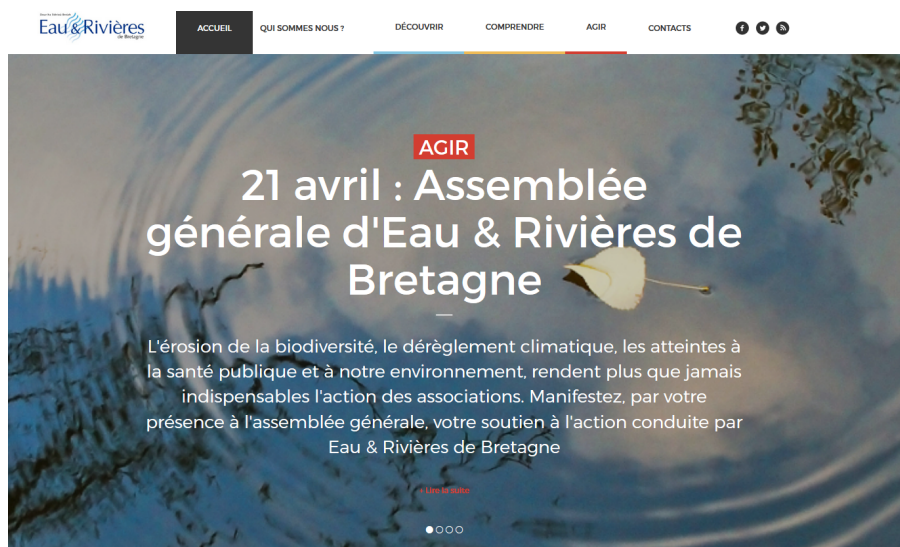 Eau & Rivières
de Bretagne
ACCUEIL QUI SOMMES NOUS ? DÉCOUVRIR COMPRENDRE AGIR CONTACTS
AGIR
21 avril : Assemblée
générale d'Eau & Rivières de
Bretagne
L'érosion de la biodiversité, le dérèglement climatique, les atteintes à
la santé publique et à notre environnement, rendent plus que jamais
indispensables l'action des associations. Manifestez, par votre
présence à l'assemblée générale, votre soutien à l'action conduite par
Eau & Rivières de Bretagne
+ Lire la suite